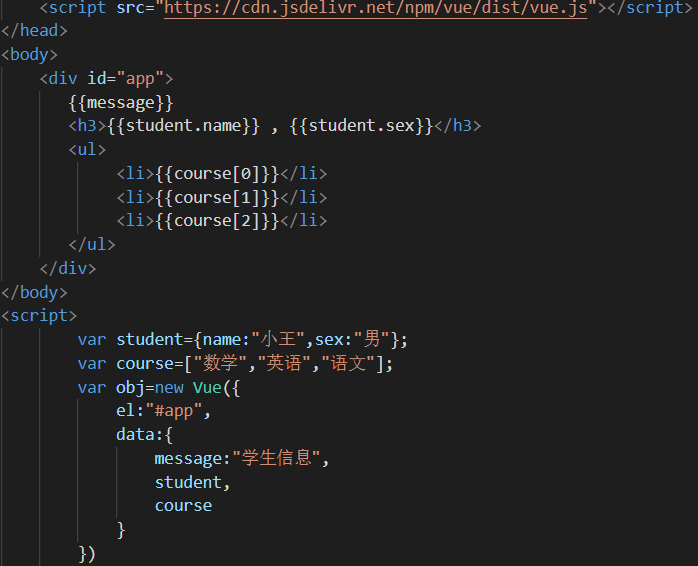 <script src="https://cdn.jsdelivr.net/npm/vue/dist/vue.js"></script>
</head>
<body>
<div id="app">
{{message}}
<h3>{{student.name}} , {{student.sex}}</h3>
<ul>
<li>{{course[0]}}</li>
<li>{{course[1]}}</li>
<li>{{course[2]}}</li>
</ul>
</div>
</body>
<script>
var student={name:"小王",sex:"男"};
var course=["数学","英语","语文"];
var obj=new Vue({
el:"#app",
data:{
message:"学生信息",
student,
course
}
})